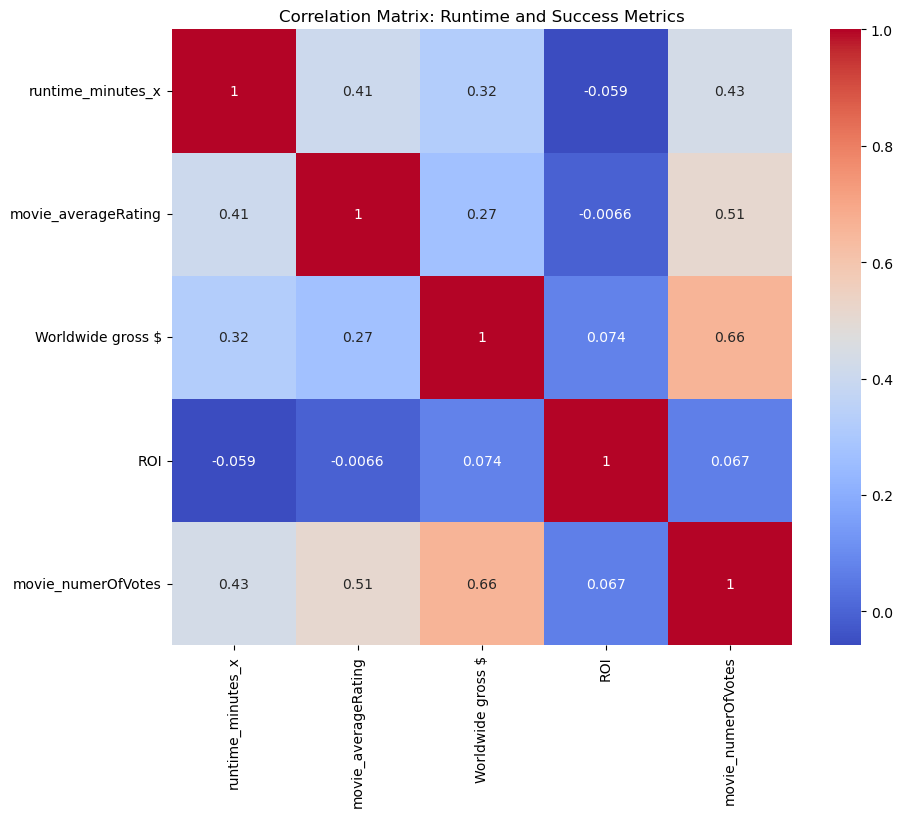 Correlation Matrix: Runtime and Success Metrics
runtime_minutes_x
1
0.41
0.32
-0.059
0.43
movie_averageRating
0.41
1
0.27
-0.0066
0.51
Worldwide gross $
0.32
0.27
1
0.074
0.66
ROI
-0.059
-0.0066
0.074
1
0.067
movie_numerOfVotes
0.43
0.51
0.66
0.067
1
runtime_minutes_x
movie_averageRating
Worldwide gross $
ROI
movie_numerOfVotes
1.0
0.8
0.6
0.4
0.2
0.0